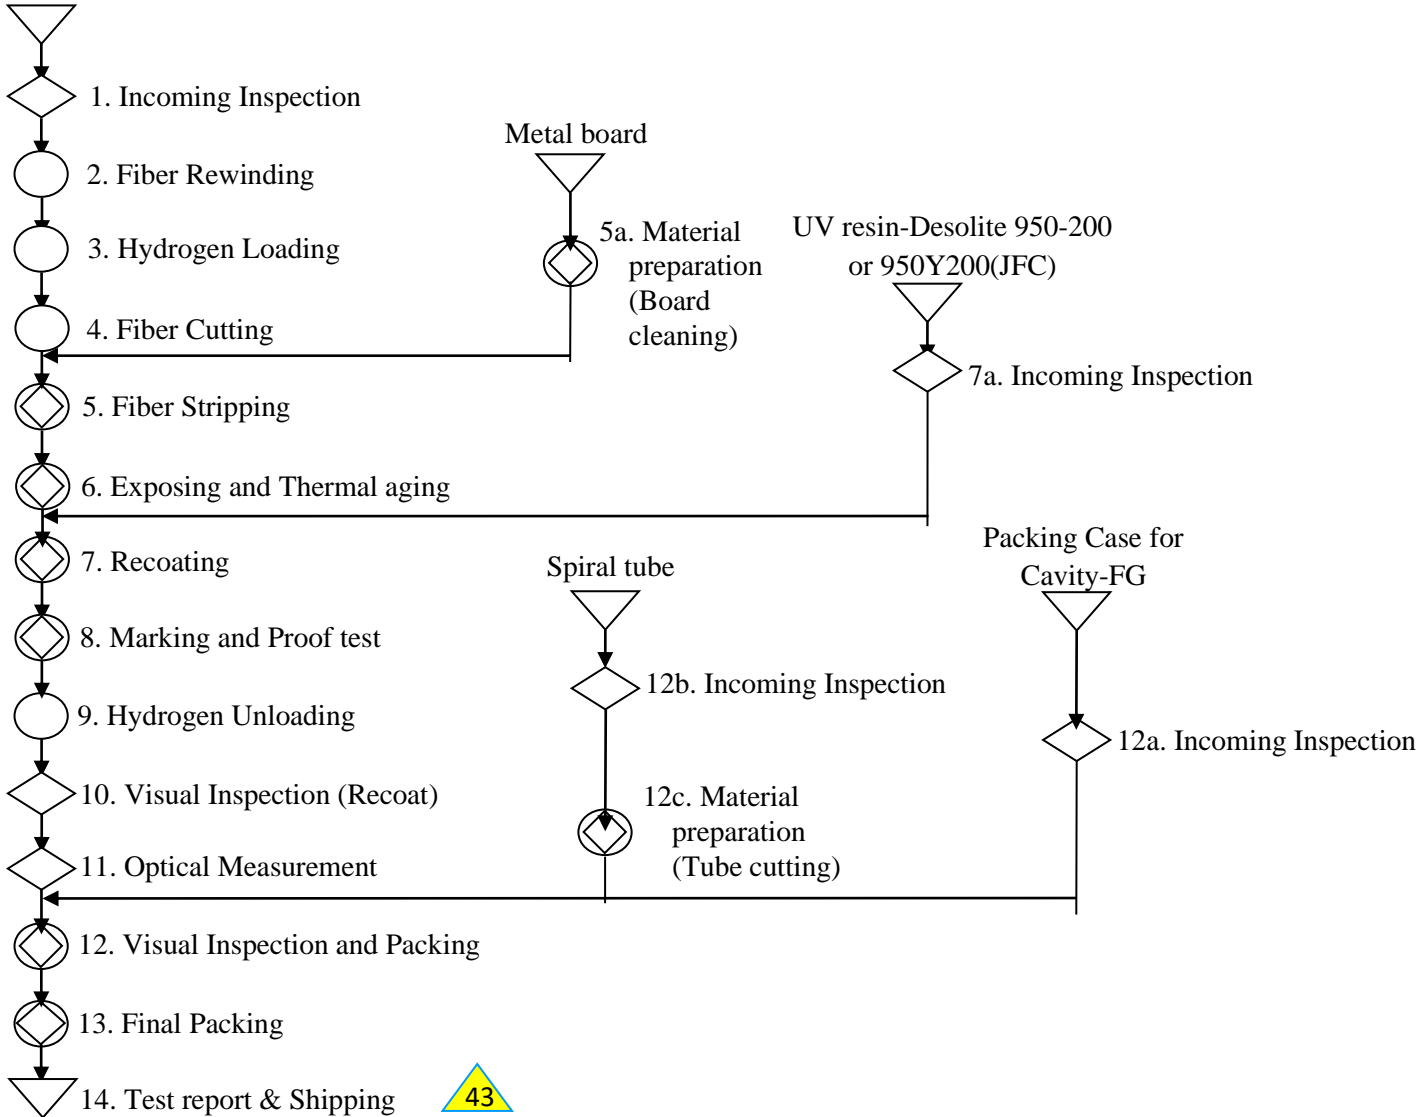 1. Incoming Inspection
2. Fiber Rewinding
3. Hydrogen Loading
4. Fiber Cutting
5. Fiber Stripping
6. Exposing and Thermal aging
7. Recoating
8. Marking and Proof test
9. Hydrogen Unloading
10. Visual Inspection (Recoat)
11. Optical Measurement
12. Visual Inspection and Packing
13. Final Packing
14. Test report & Shipping
43
Metal board
5a. Material
preparation
(Board
cleaning)
UV resin-Desolite 950-200
or 950Y200(JFC)
7a. Incoming Inspection
Spiral tube
12b. Incoming Inspection
12c. Material
preparation
(Tube cutting)
Packing Case for
Cavity-FG
12a. Incoming Inspection